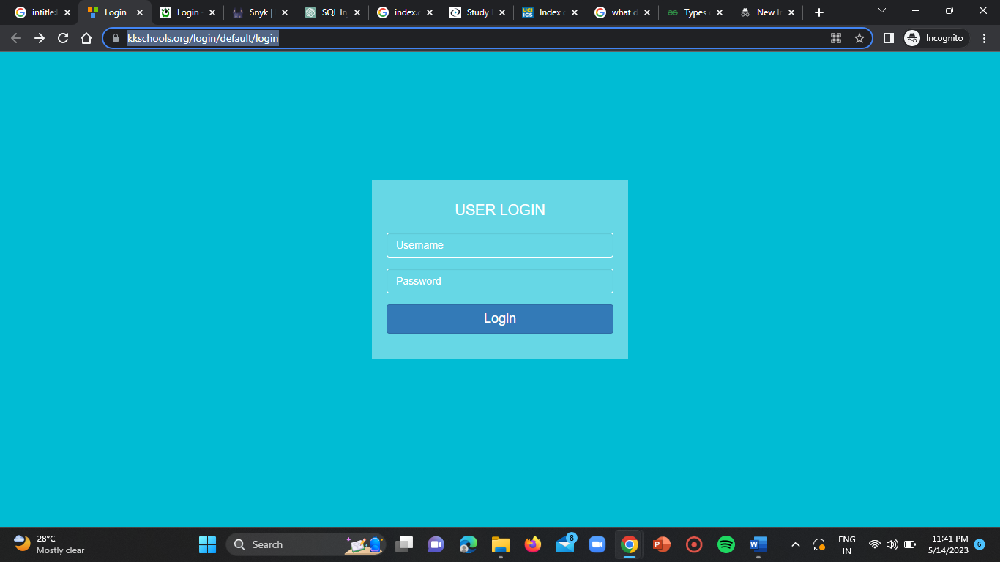 intitle:l
Login
Login -
Snyk |
SQL Inj
index.c
Study
Index o
what d
Types
New In
kkschools.org/login/default/login
Incognito
USER LOGIN
Username
Password
Login
28°C
Mostly clear
Search
8
ENG
IN
11:41 PM
5/14/2023
6